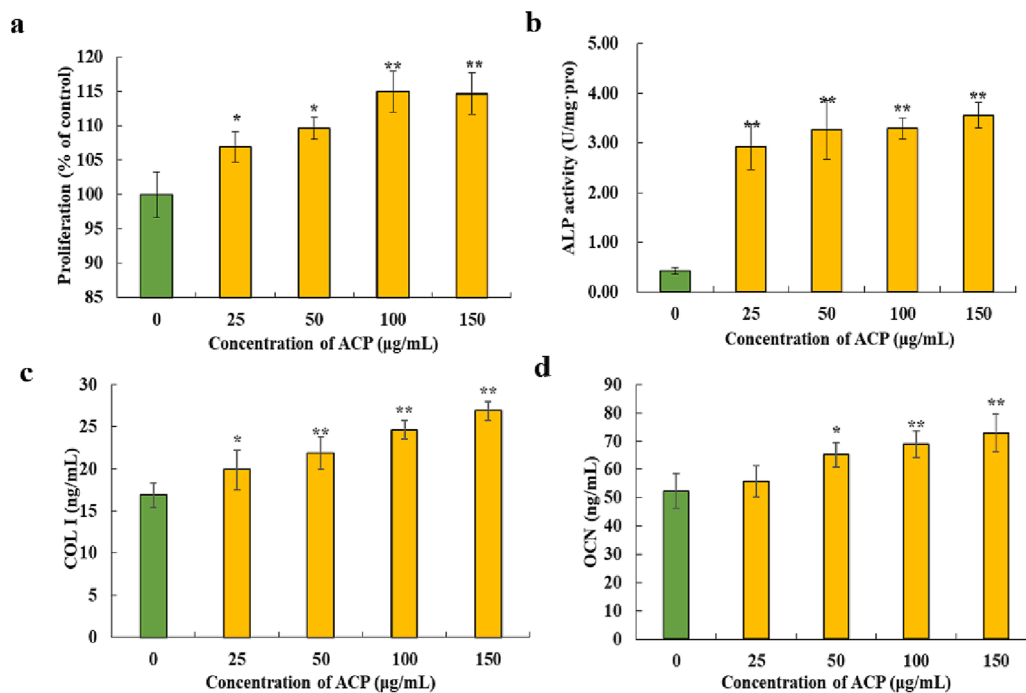 a
Proliferation (% of control)
120
115
110
105
100
95
90
85
*
*
**
**
0 25 50 100 150
Concentration of ACP (µg/mL)
b
ALP activity (U/mg·pro)
5.00
4.00
3.00
2.00
1.00
0.00
**
**
**
**
0 25 50 100 150
Concentration of ACP (µg/mL)
c
COL I (ng/mL)
30
25
20
15
10
5
0
*
**
**
**
0 25 50 100 150
Concentration of ACP (µg/mL)
d
OCN (ng/mL)
90
80
70
60
50
40
30
20
10
0
*
**
**
0 25 50 100 150
Concentration of ACP (µg/mL)